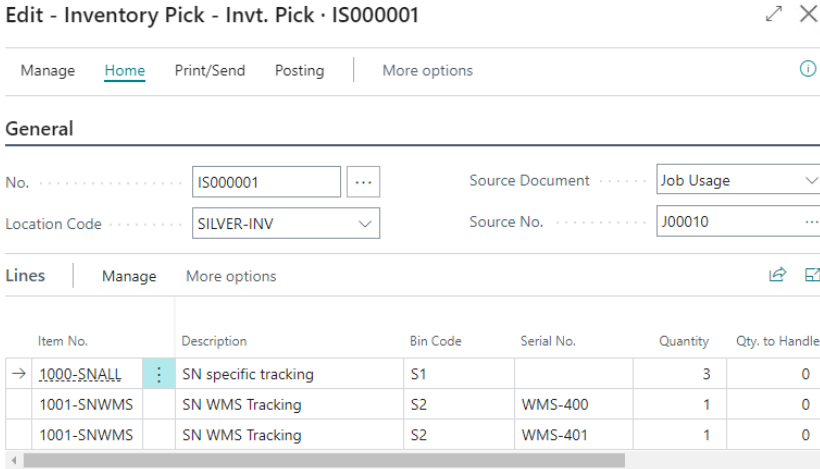 Edit - Inventory Pick - Invt. Pick · IS000001
Manage Home Print/Send Posting More options
General
No. IS000001 Source Document Job Usage
Location Code SILVER-INV Source No. J00010
Lines Manage More options
Item No. Description Bin Code Serial No. Quantity Qty. to Handle
1000-SNALL SN specific tracking S1 3 0
1001-SNWMS SN WMS Tracking S2 WMS-400 1 0
1001-SNWMS SN WMS Tracking S2 WMS-401 1 0